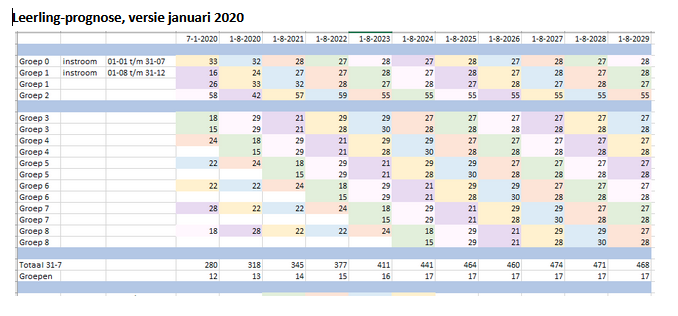 Leerling-prognose, versie januari 2020
7-1-2020 1-8-2020 1-8-2021 1-8-2022 1-8-2023 1-8-2024 1-8-2025 1-8-2026 1-8-2027 1-8-2028 1-8-2029
Groep 0 instroom 01-01 t/m 31-07 33 32 28 27 28 27 28 27 28 27 28
Groep 1 instroom 01-08 t/m 31-12 16 24 27 27 28 28 27 28 27 28 28
Groep 1 26 33 32 28 27 27 28 27 28 27 27
Groep 2 58 42 57 59 55 55 55 55 55 55 55
Groep 3 18 29 21 29 29 27 27 27 27 27 27
Groep 3 15 29 21 28 30 28 28 28 28 28 28
Groep 4 24 18 29 21 29 29 28 27 27 27 27
Groep 4 15 29 21 28 30 27 28 28 28 28
Groep 5 22 24 18 29 21 29 29 27 27 27 27
Groep 5 15 29 21 28 30 28 28 28 28
Groep 6 22 22 24 18 29 21 29 29 27 27 27
Groep 6 15 29 21 28 30 28 28 28
Groep 7 28 22 22 24 18 29 21 29 29 27 27
Groep 7 15 29 21 28 30 28 28
Groep 8 18 28 22 22 24 18 29 21 29 29 27
Groep 8 15 29 21 28 30 28
Totaal 31-7 280 318 345 377 411 441 464 460 474 471 468
Groepen 12 13 14 15 16 17 17 17 17 17 17